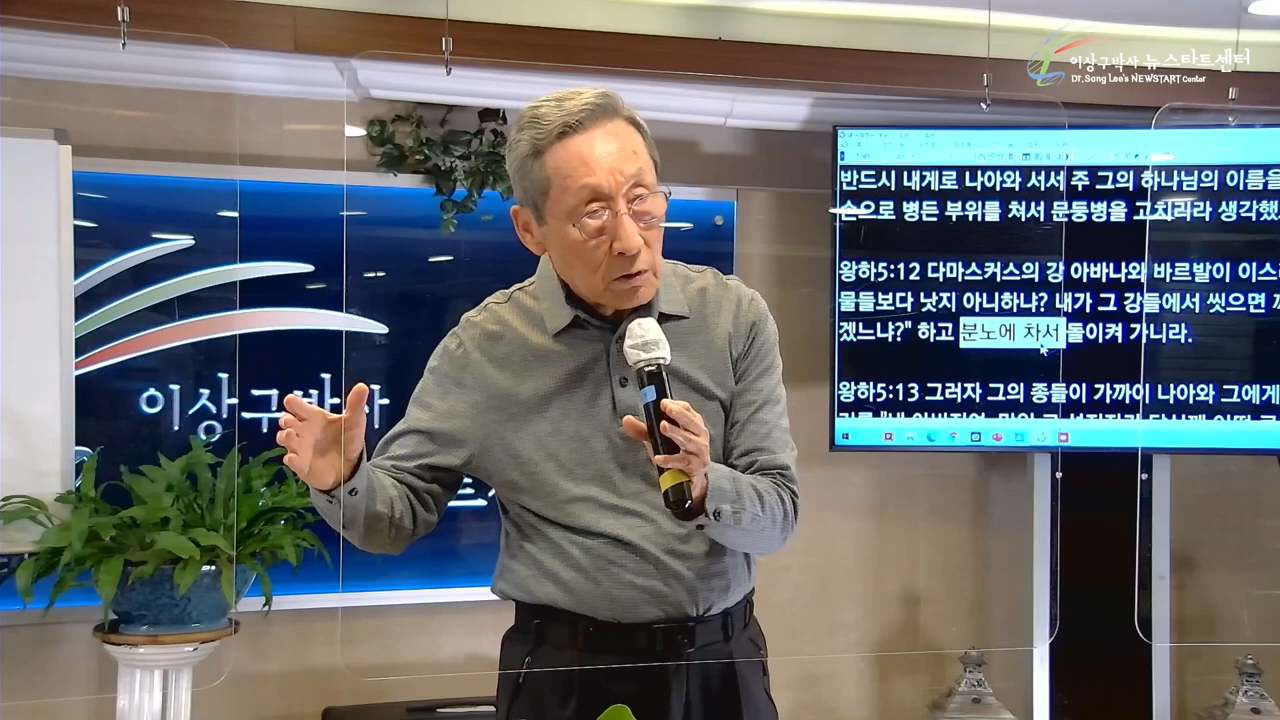 이상구박사 뉴스타트센터
Dr. Sang Lee's NEWSTART Center
이상구박사
반드시 내게로 나아와 서서 주 그의 하나님의 이름을
손으로 병든 부위를 쳐서 문둥병을 고치리라 생각했
왕하5:12 다마스커스의 강 아바나와 바르발이 이스
물들보다 낫지 아니하냐? 내가 그 강들에서 씻으면
겠느냐?" 하고 분노에 차서 돌이켜 가니라.
왕하5:13 그러자 그의 종들이 가까이 나아와 그에게